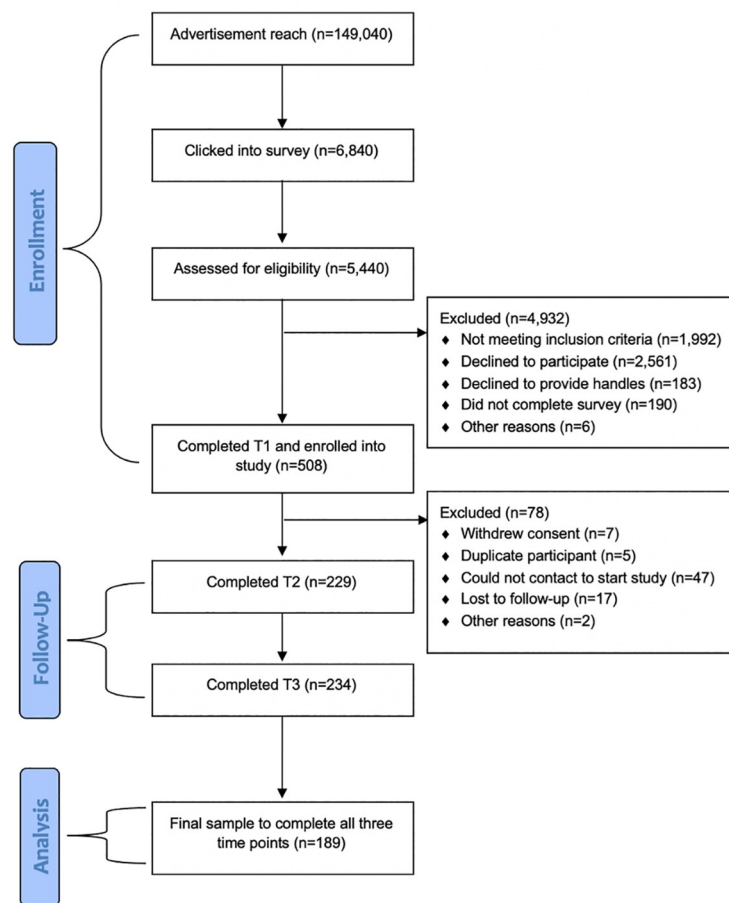 Enrollment
Advertisement reach (n=149,040)
Clicked into survey (n=6,840)
Assessed for eligibility (n=5,440)
Excluded (n=4,932)
♦ Not meeting inclusion criteria (n=1,992)
♦ Declined to participate (n=2,561)
♦ Declined to provide handles (n=183)
♦ Did not complete survey (n=190)
♦ Other reasons (n=6)
Completed T1 and enrolled into
study (n=508)
Excluded (n=78)
♦ Withdrew consent (n=7)
♦ Duplicate participant (n=5)
♦ Could not contact to start study (n=47)
♦ Lost to follow-up (n=17)
♦ Other reasons (n=2)
Follow-Up
Completed T2 (n=229)
Completed T3 (n=234)
Analysis
Final sample to complete all three
time points (n=189)